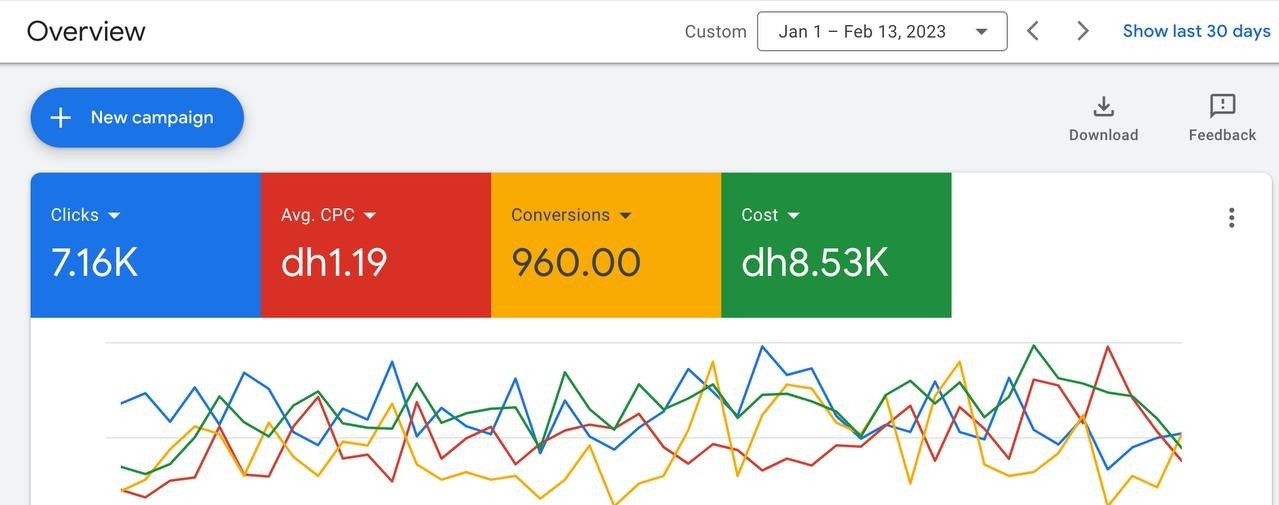 Overview
Custom Jan 1 – Feb 13, 2023 Show last 30 days
+ New campaign
Download
Feedback
Clicks
7.16K
Avg. CPC
dh1.19
Conversions
960.00
Cost
dh8.53K